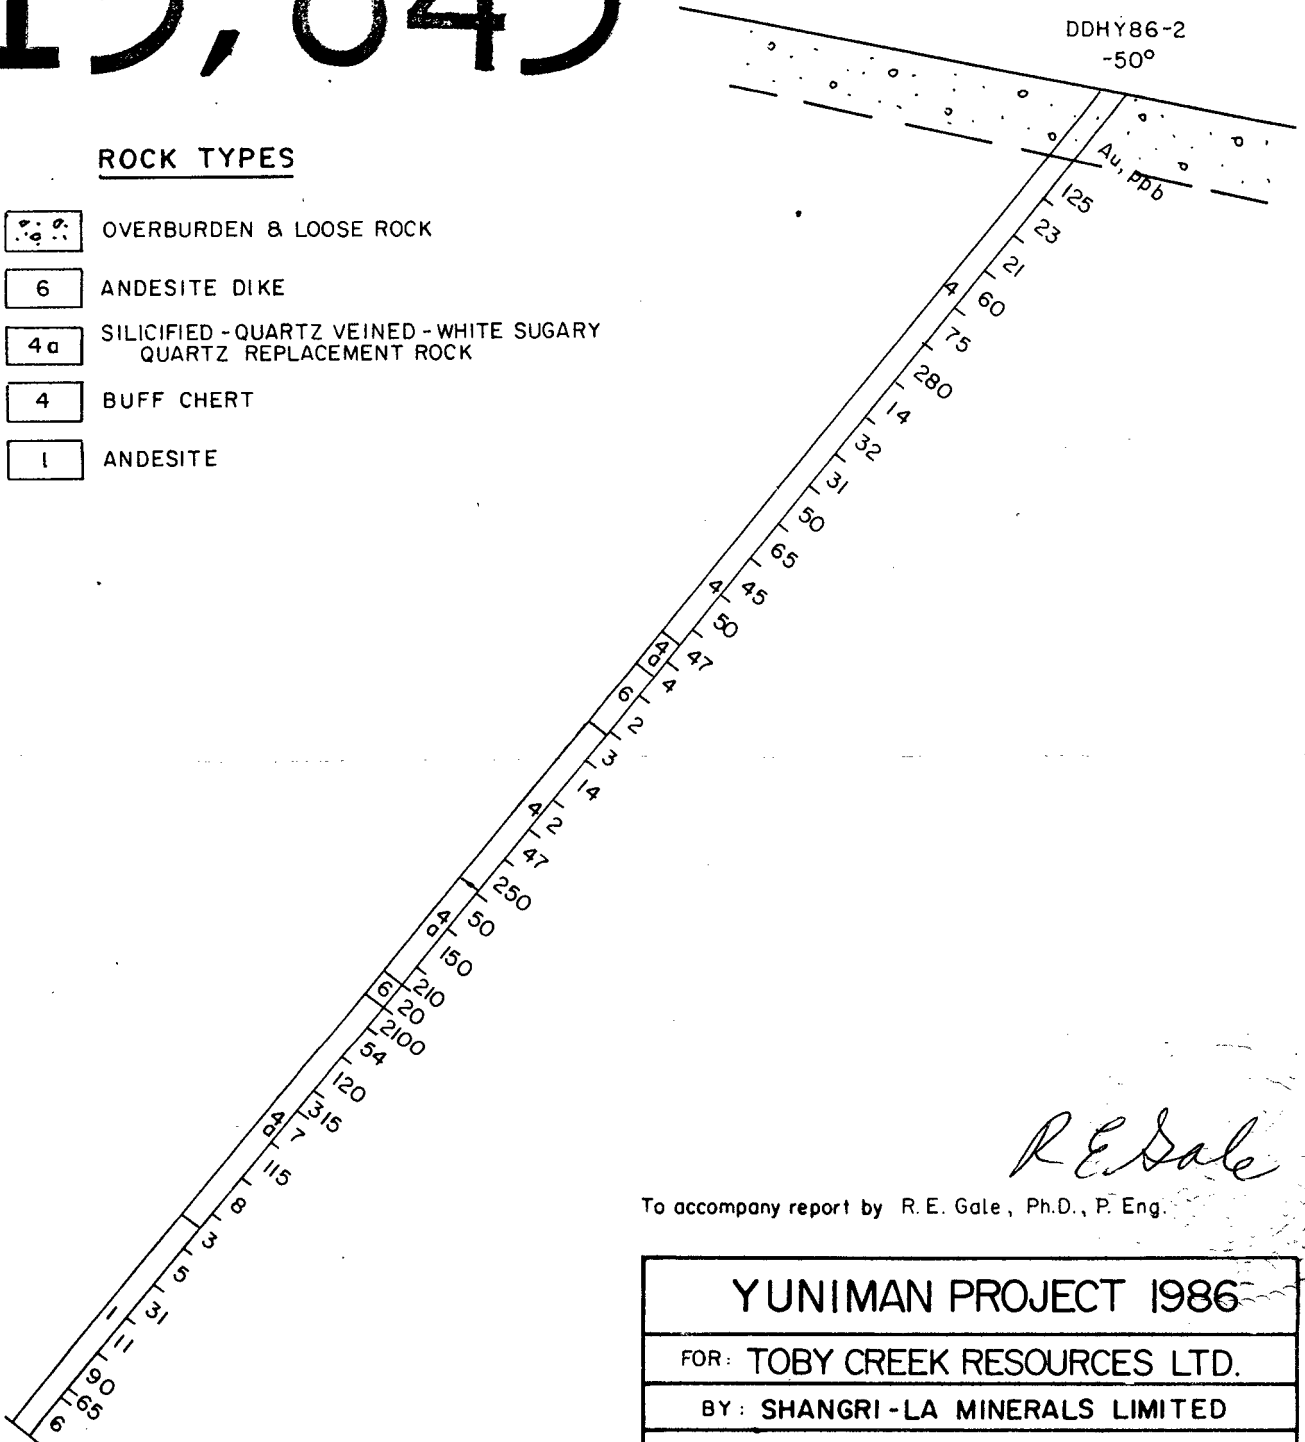 15,645
DDHY86-2
-50°
Au, ppb
ROCK TYPES
OVERBURDEN & LOOSE ROCK
6 ANDESITE DIKE
4a SILICIFIED - QUARTZ VEINED - WHITE SUGARY
QUARTZ REPLACEMENT ROCK
4 BUFF CHERT
1 ANDESITE
125
23
21
4
60
75
280
14
32
31
50
65
4
45
50
4a
47
4
6
2
3
14
4
2
47
250
4a
50
150
210
6
20
2100
54
120
315
4a
7
115
8
3
5
31
1
11
90
65
6
R E Gale
To accompany report by R. E. Gale, Ph.D., P. Eng.
YUNIMAN PROJECT 1986
FOR: TOBY CREEK RESOURCES LTD.
BY: SHANGRI-LA MINERALS LIMITED